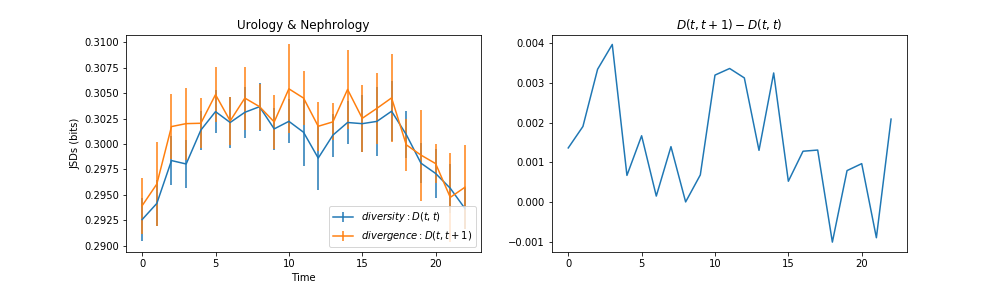 Urology & Nephrology
JSDs (bits)
0.3100
0.3075
0.3050
0.3025
0.3000
0.2975
0.2950
0.2925
0.2900
0 5 10 15 20
Time
diversity: D(t, t)
divergence: D(t, t + 1)
D(t, t + 1) − D(t, t)
0.004
0.003
0.002
0.001
0.000
−0.001
0 5 10 15 20